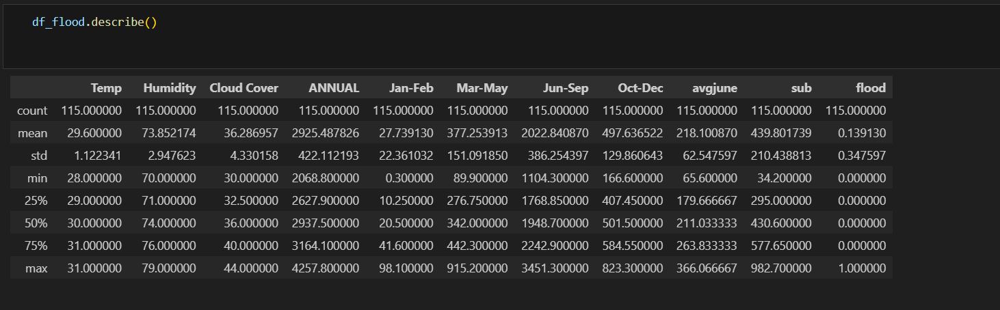 df_flood.describe()
Temp Humidity Cloud Cover ANNUAL Jan-Feb Mar-May Jun-Sep Oct-Dec avgjune sub flood
count 115.000000 115.000000 115.000000 115.000000 115.000000 115.000000 115.000000 115.000000 115.000000 115.000000 115.000000
mean 29.600000 73.852174 36.286957 2925.487826 27.739130 377.253913 2022.840870 497.636522 218.100870 439.801739 0.139130
std 1.122341 2.947623 4.330158 422.112193 22.361032 151.091850 386.254397 129.860643 62.547597 210.438813 0.347597
min 28.000000 70.000000 30.000000 2068.800000 0.300000 89.900000 1104.300000 166.600000 65.600000 34.200000 0.000000
25% 29.000000 71.000000 32.500000 2627.900000 10.250000 276.750000 1768.850000 407.450000 179.666667 295.000000 0.000000
50% 30.000000 74.000000 36.000000 2937.500000 20.500000 342.000000 1948.700000 501.500000 211.033333 430.600000 0.000000
75% 31.000000 76.000000 40.000000 3164.100000 41.600000 442.300000 2242.900000 584.550000 263.833333 577.650000 0.000000
max 31.000000 79.000000 44.000000 4257.800000 98.100000 915.200000 3451.300000 823.300000 366.066667 982.700000 1.000000